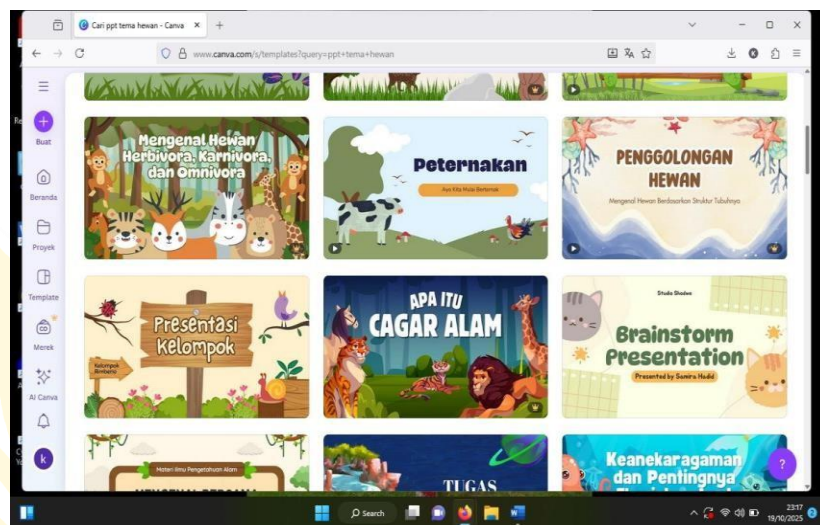 Cari ppt tema hewan - Canva
www.canva.com/s/templates?query=ppt+tema+hewan
Buat
Beranda
Proyek
Template
Merek
AI Canva
k
Mengenal Hewan
Herbivora, Karnivora,
dan Omnivora
Peternakan
Ayo Kita Mulai Beternak
PENGGOLONGAN
HEWAN
Mengenal Hewan Berdasarkan Struktur Tubuhnya
Presentasi
Kelompok
Kelompok
APA ITU
CAGAR ALAM
Studio Shodwe
Brainstorm
Presentation
Presented by Samira Hadid
Materi Ilmu Pengetahuan Alam
TUGAS
Keanekaragaman
dan Pentingnya
?
Search
23:17
19/10/2025